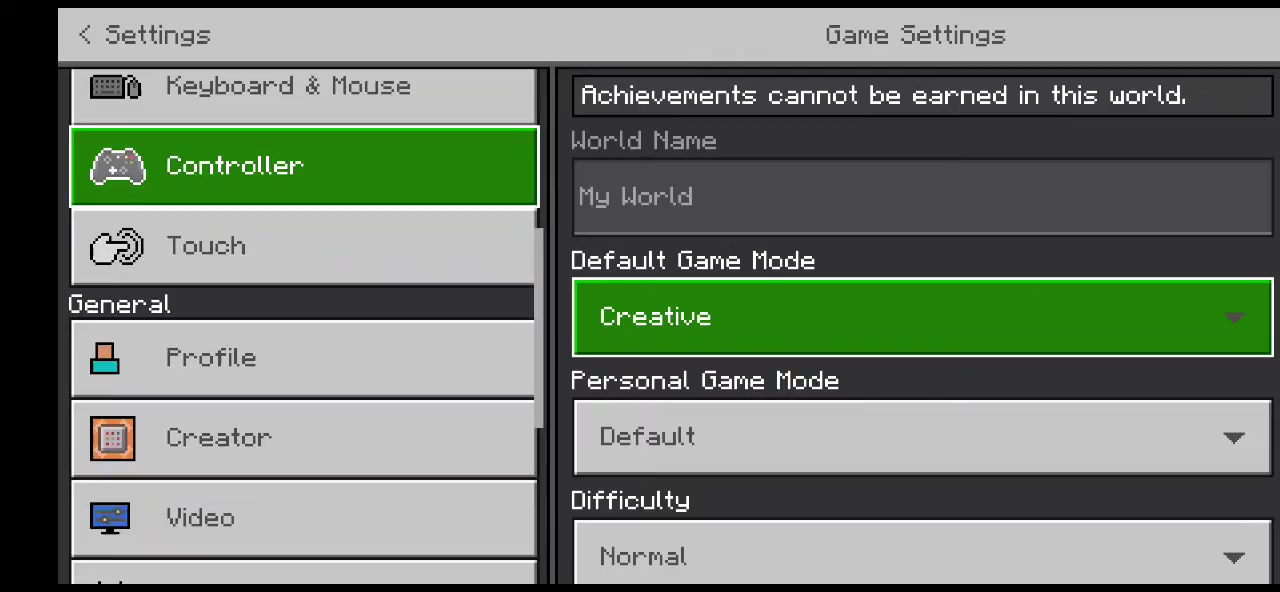 < Settings
Game Settings
Keyboard & Mouse
Controller
Touch
General
Profile
Creator
Video
Achievements cannot be earned in this world.
World Name
My World
Default Game Mode
Creative
Personal Game Mode
Default
Difficulty
Normal